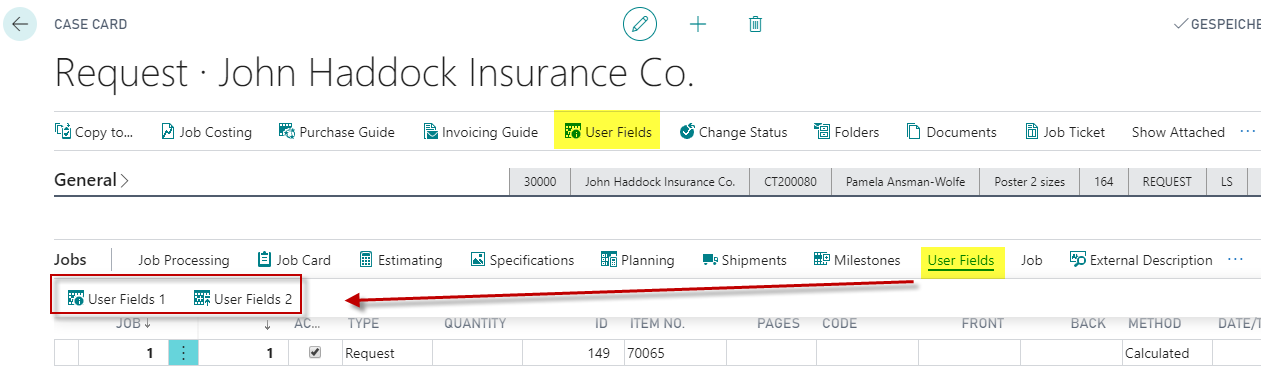 CASE CARD
GESPEICHE
Request · John Haddock Insurance Co.
Copy to... Job Costing Purchase Guide Invoicing Guide User Fields Change Status Folders Documents Job Ticket Show Attached ...
General > 30000 John Haddock Insurance Co. CT200080 Pamela Ansman-Wolfe Poster 2 sizes 164 REQUEST LS
Jobs Job Processing Job Card Estimating Specifications Planning Shipments Milestones User Fields Job External Description ...
User Fields 1 User Fields 2
JOB ↓ ↓ AC... TYPE QUANTITY ID ITEM NO. PAGES CODE FRONT BACK METHOD DATE/T
1 1 Request 149 70065 Calculated